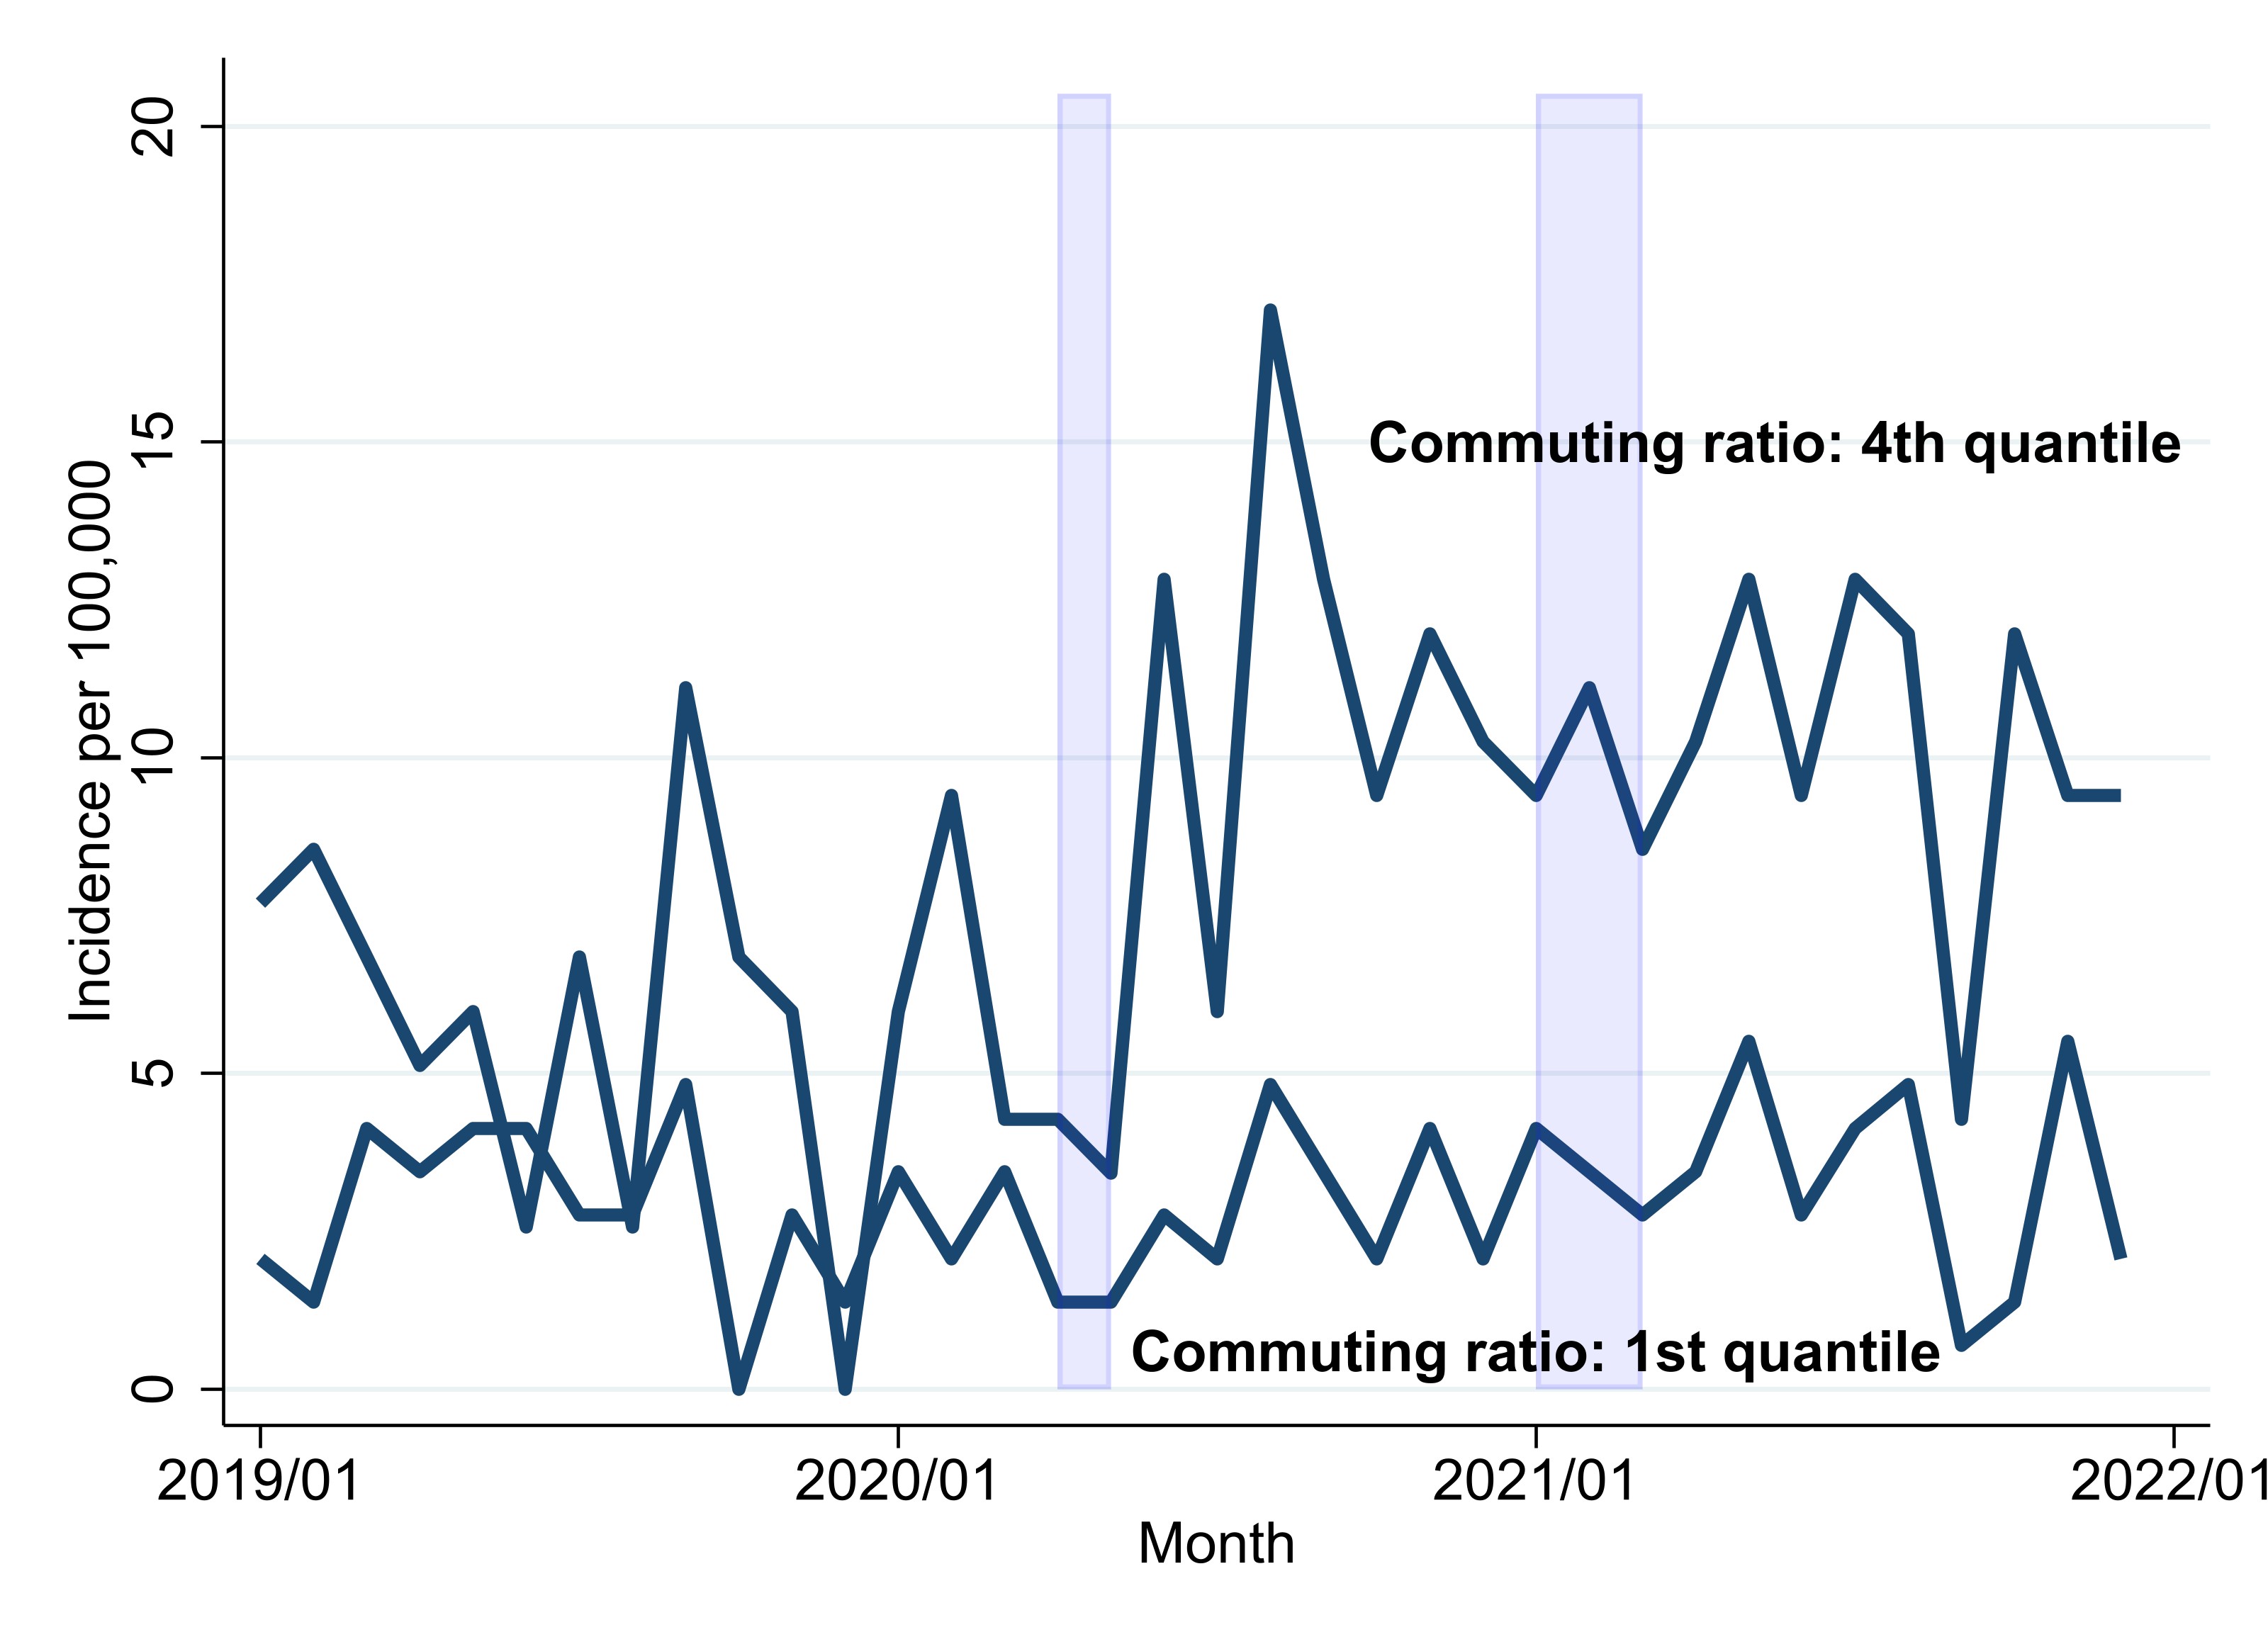 Incidence per 100,000
20
15
10
5
0
Commuting ratio: 4th quantile
Commuting ratio: 1st quantile
2019/01 2020/01 2021/01 2022/01
Month